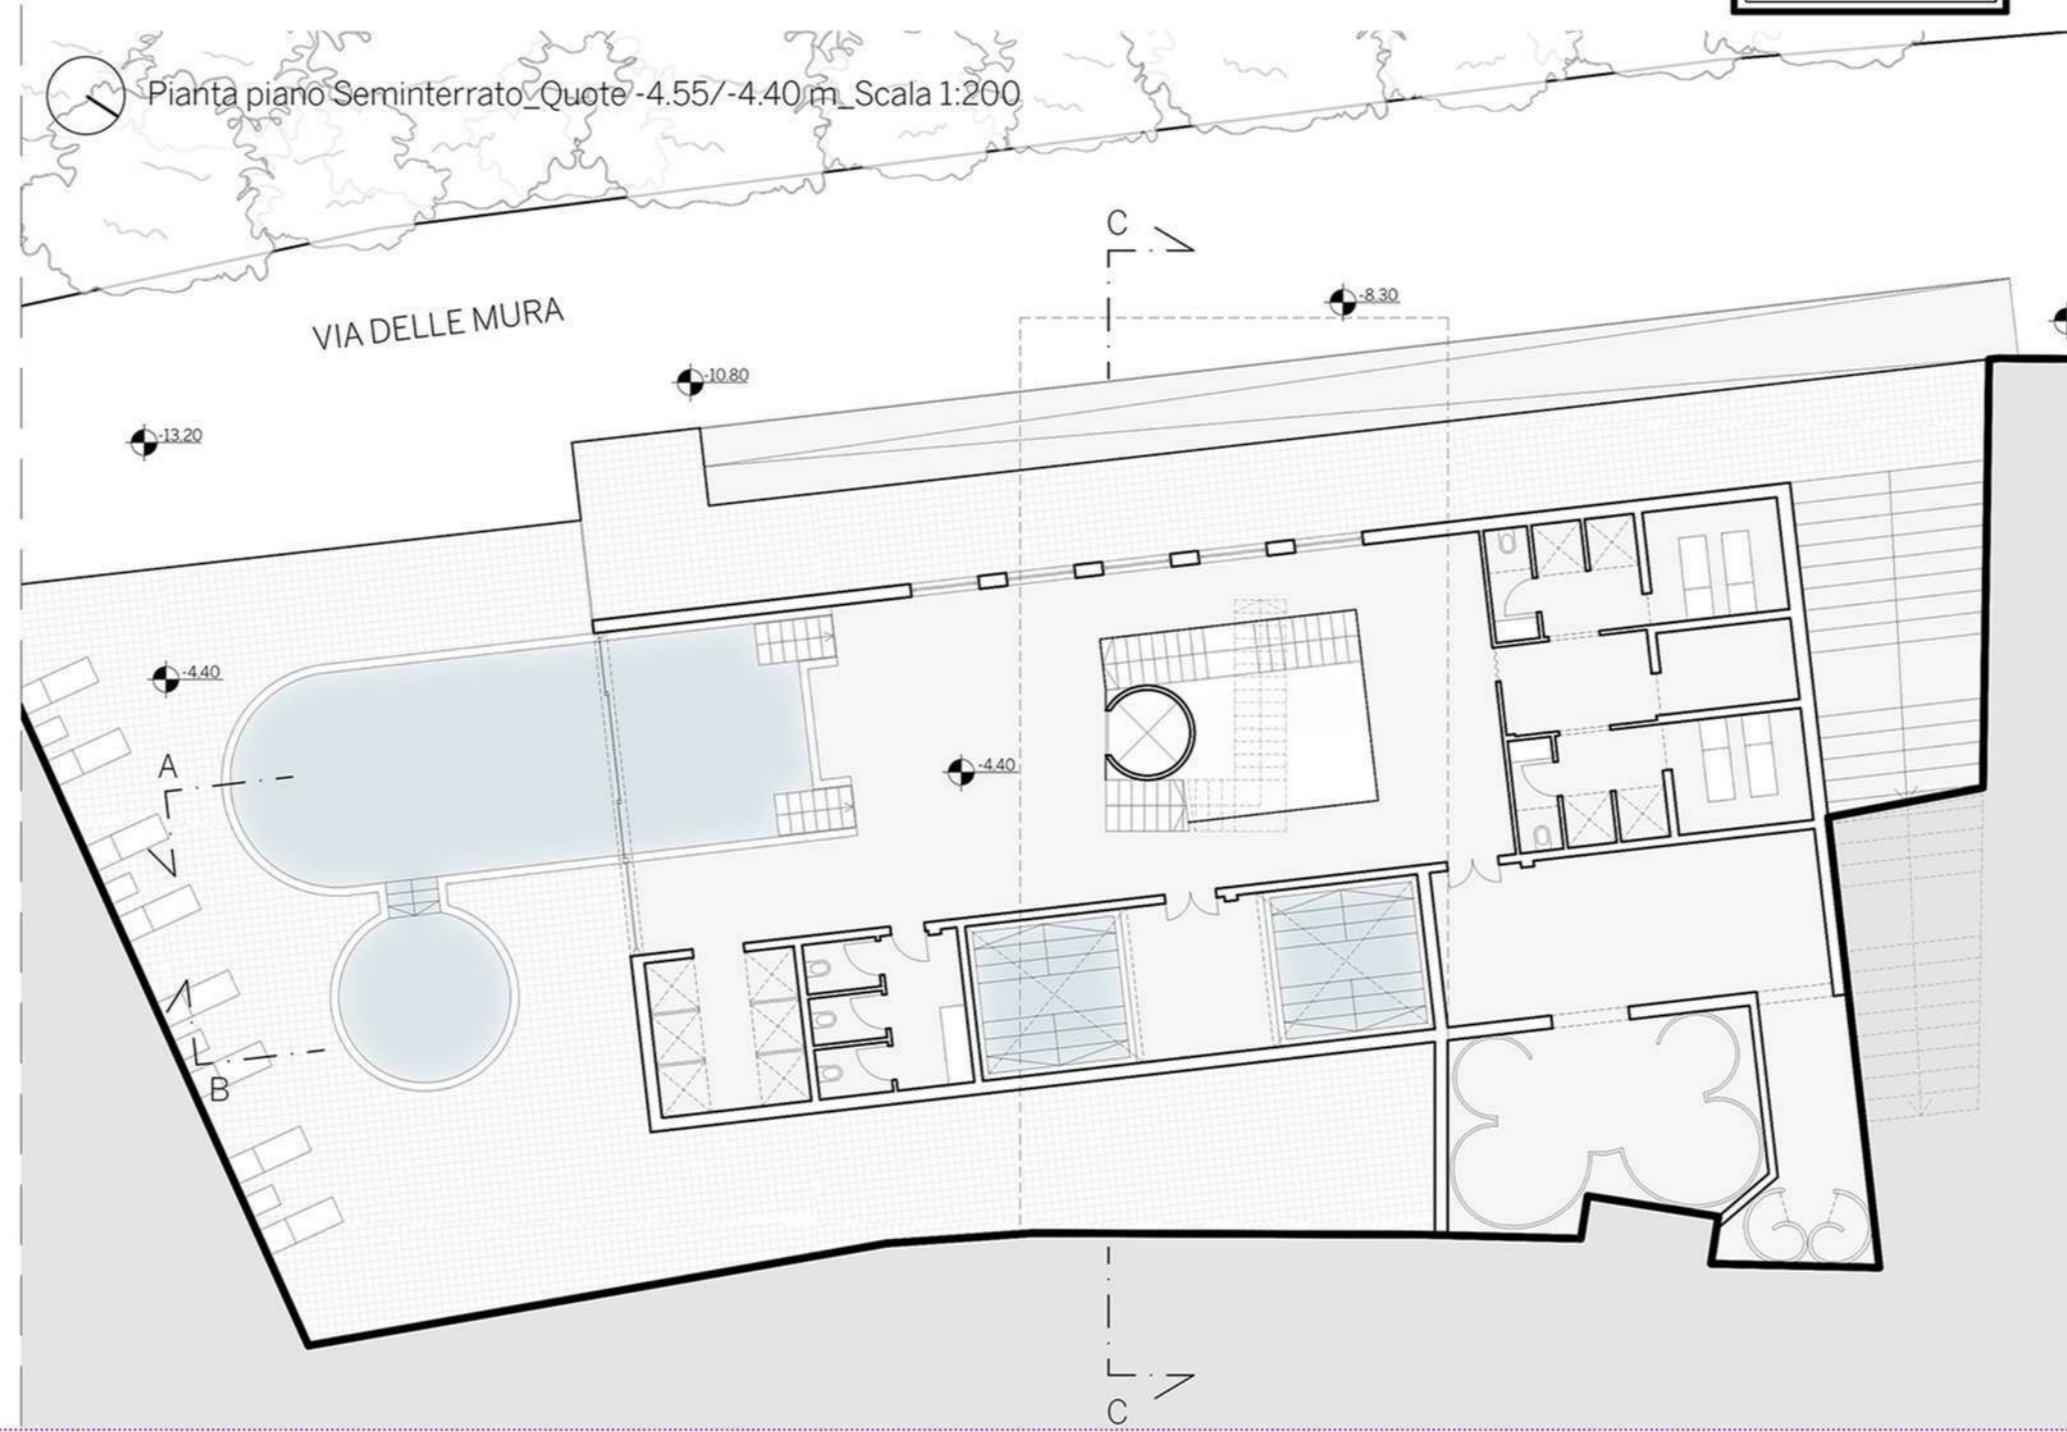 Pianta piano Seminterrato_Quote -4.55/-4.40 m_Scala 1:200
C
-8.30
VIA DELLE MURA
-10.80
-13.20
-4.40
A
-4.40
B
C